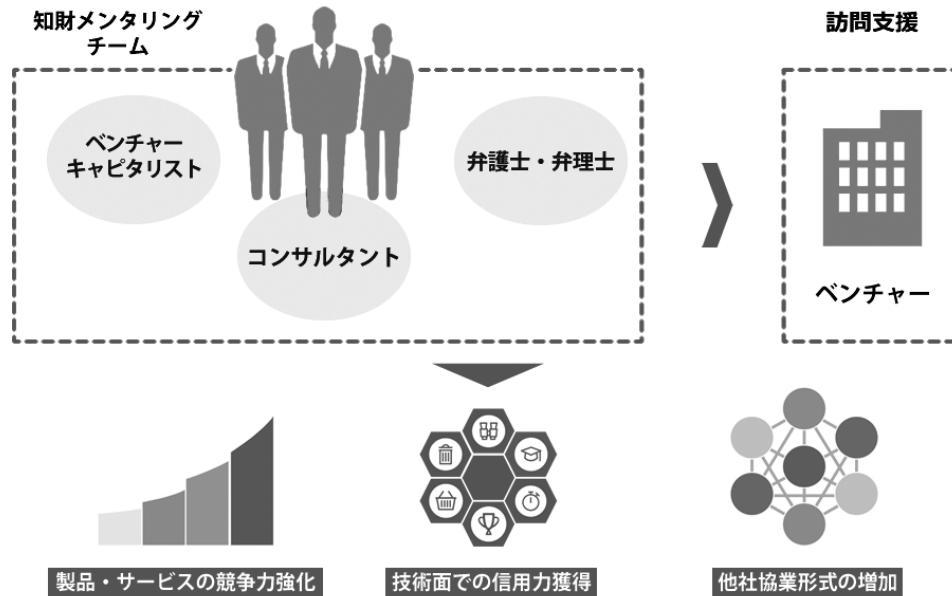 知財メンタリング
チーム
訪問支援
ベンチャー
キャピタリスト
弁護士・弁理士
コンサルタント
ベンチャー
製品・サービスの競争力強化
技術面での信用力獲得
他社協業形式の増加